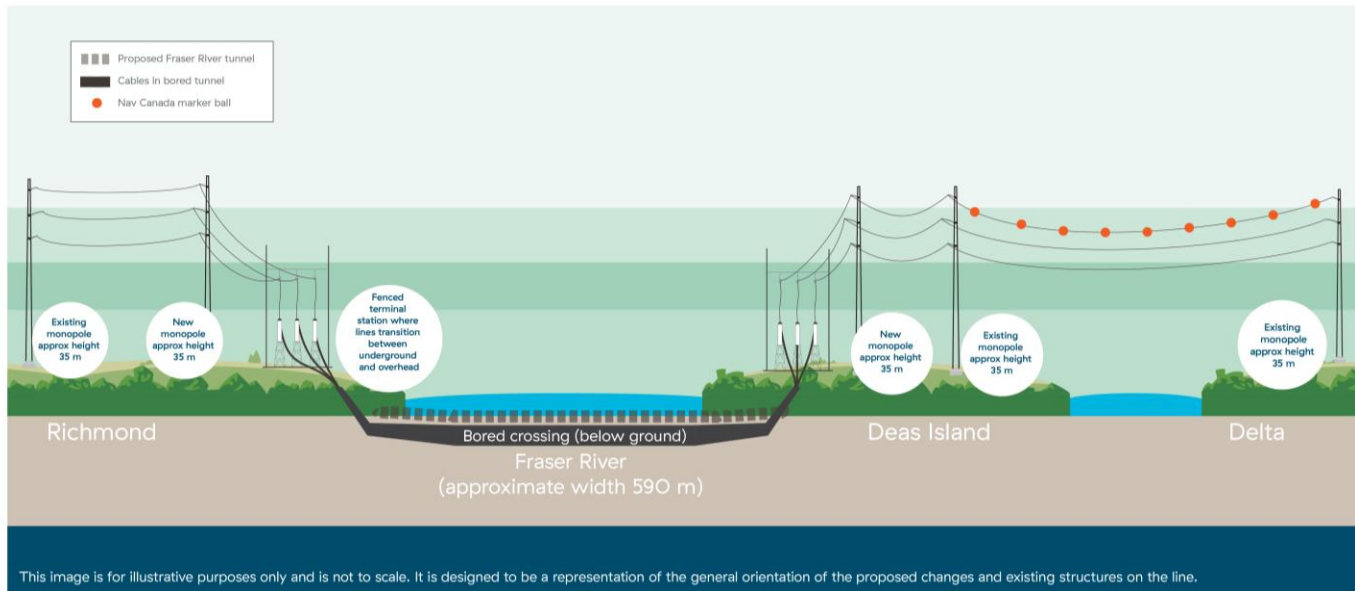 Proposed Fraser River tunnel
Cables in bored tunnel
Nav Canada marker ball
Existing
monopole
approx height
35 m
New
monopole
approx height
35 m
Fenced
terminal
station where
lines transition
between
underground
and overhead
New
monopole
approx height
35 m
Existing
monopole
approx height
35 m
Existing
monopole
approx height
35 m
Richmond
Bored crossing (below ground)
Fraser River
(approximate width 590 m)
Deas Island
Delta
This image is for illustrative purposes only and is not to scale. It is designed to be a representation of the general orientation of the proposed changes and existing structures on the line.